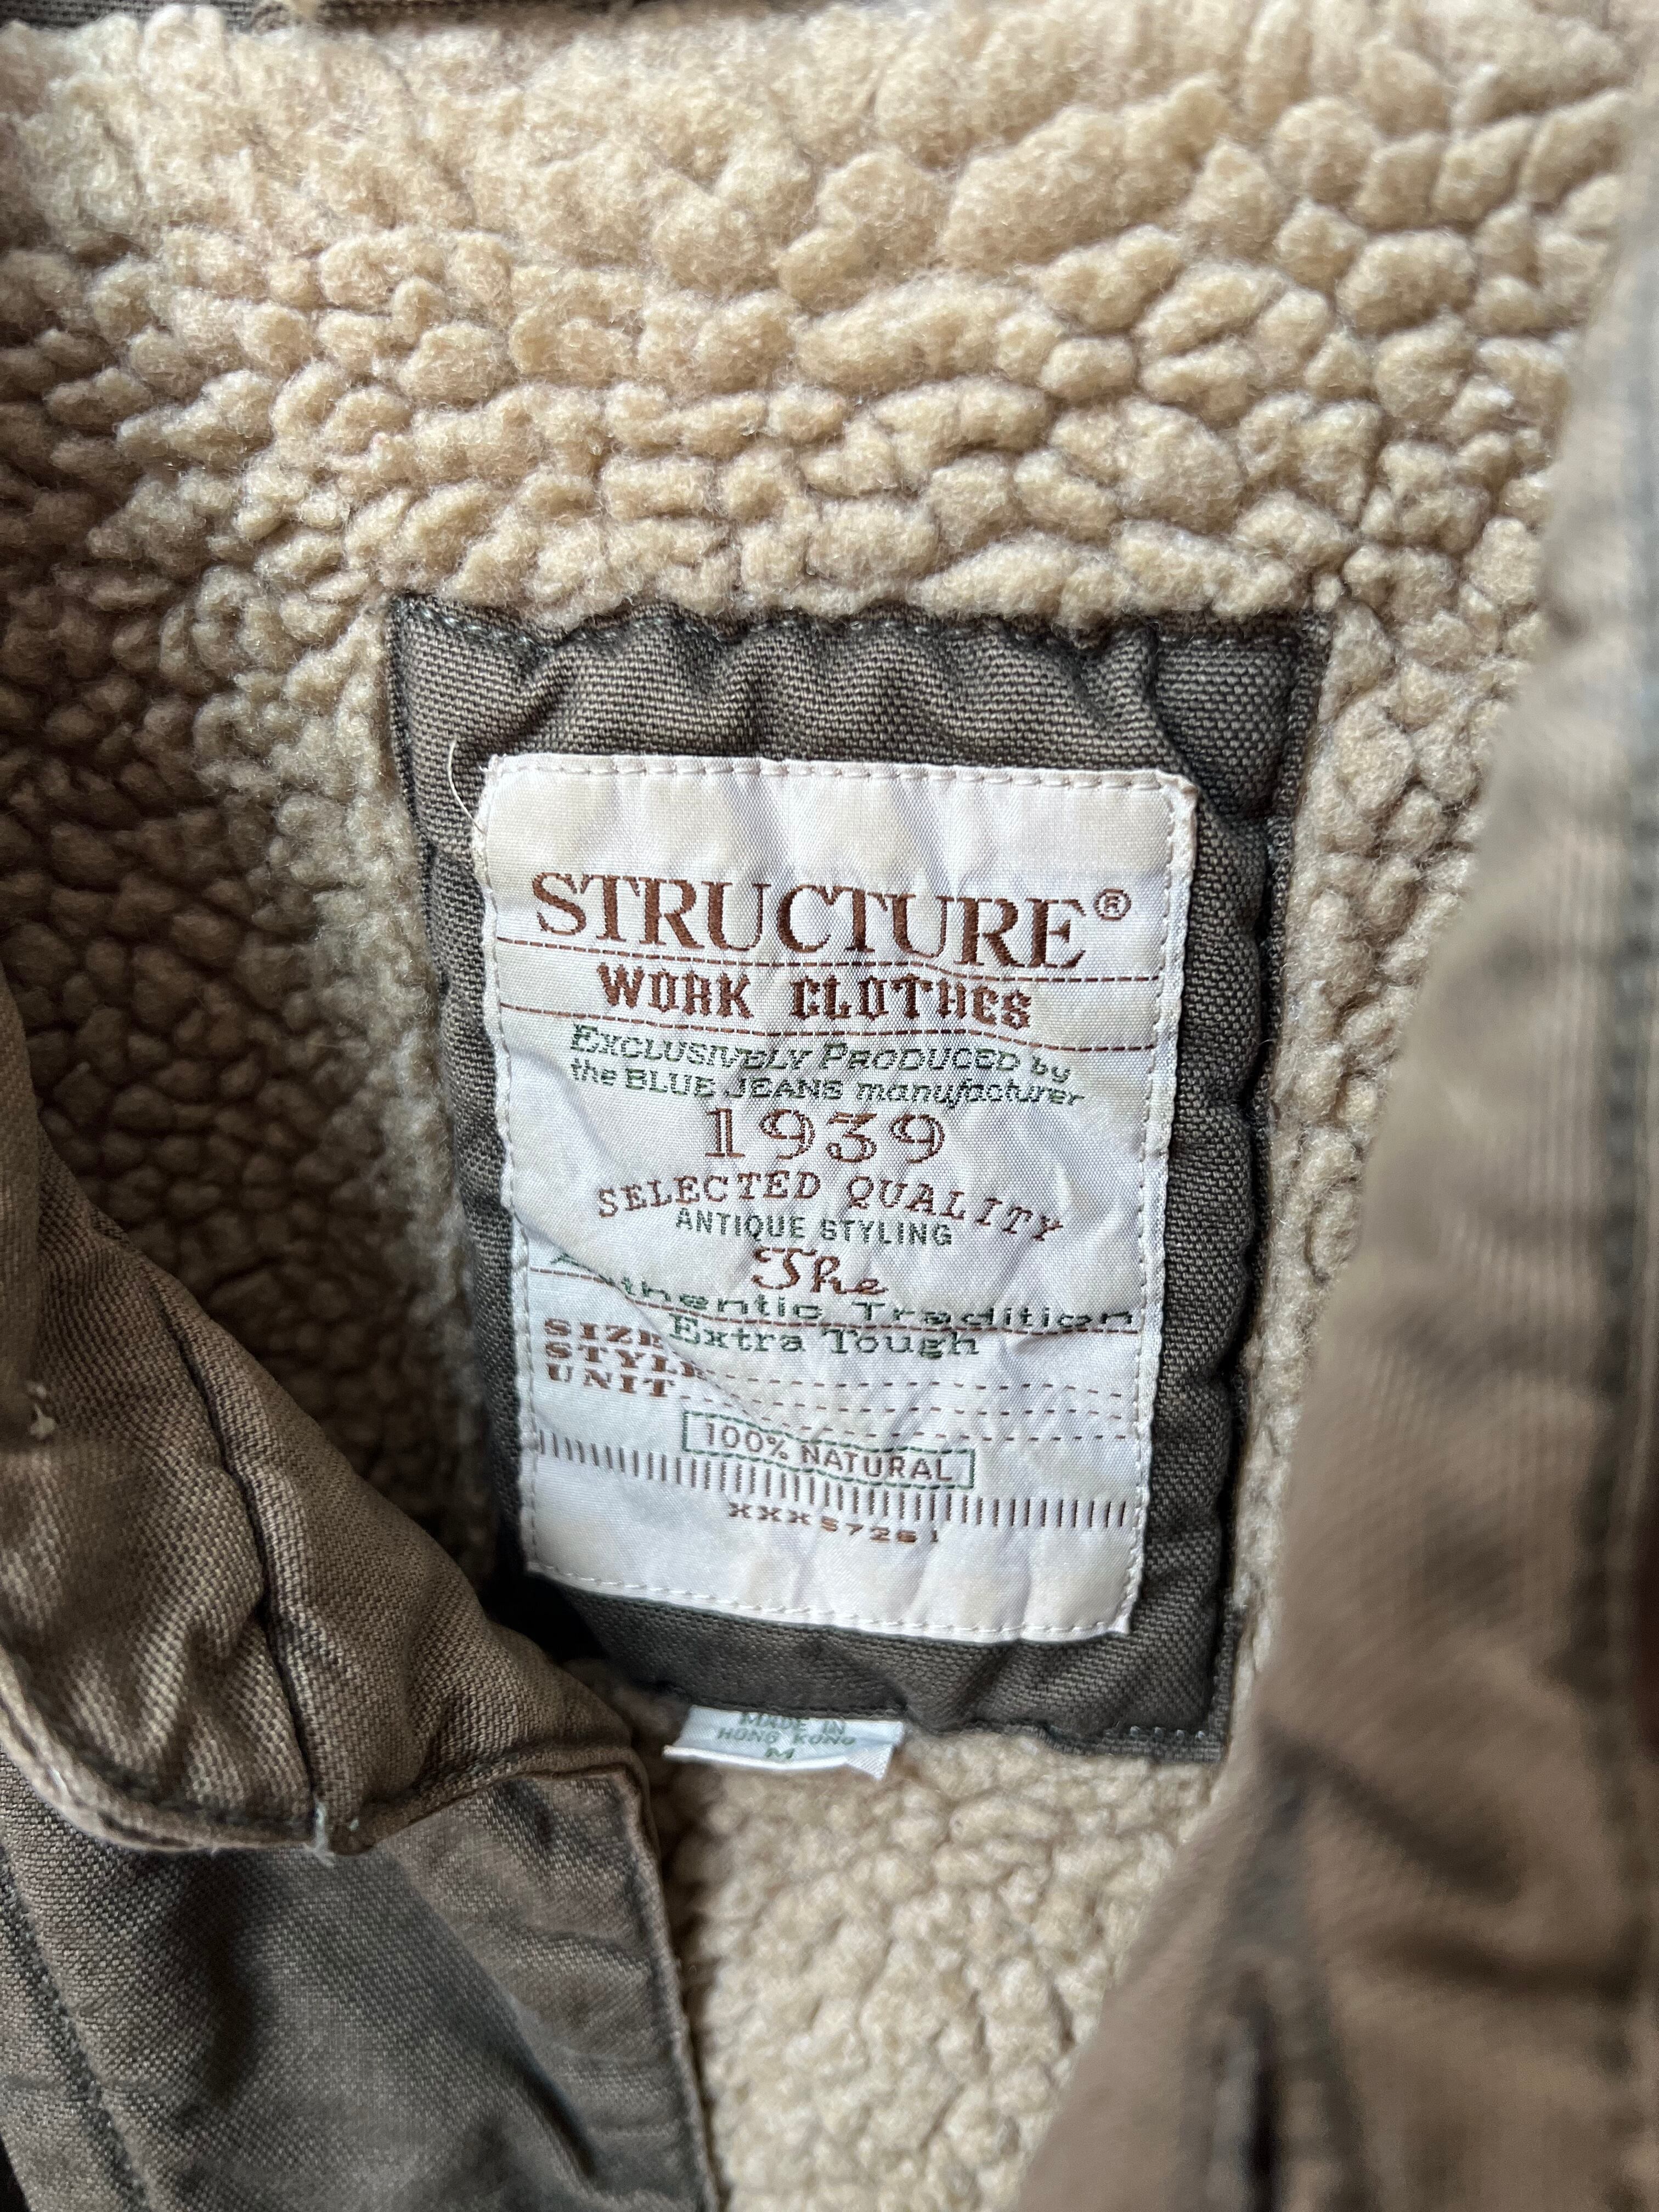 STRUCTURE®
WORK CLOTHES
EXCLUSIVELY PRODUCED by
the BLUE JEANS manufacturer
1939
SELECTED QUALITY
ANTIQUE STYLING
The
Authentic Tradition
Extra Tough
SIZE
STYLE
UNIT
100% NATURAL
XXX57251
MADE IN
HONG KONG
M